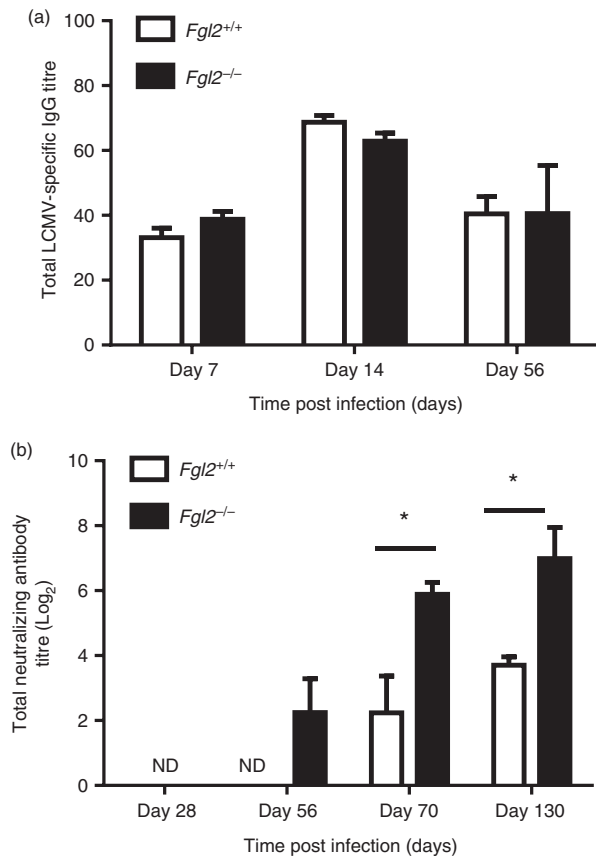 (a)
100
80
60
40
20
0
Total LCMV-specific IgG titre
Fgl2+/+
Fgl2−/−
Day 7 Day 14 Day 56
Time post infection (days)
(b)
10
8
6
4
2
0
Total neutralizing antibody
titre (Log2)
Fgl2+/+
Fgl2−/−
*
*
ND ND
Day 28 Day 56 Day 70 Day 130
Time post infection (days)